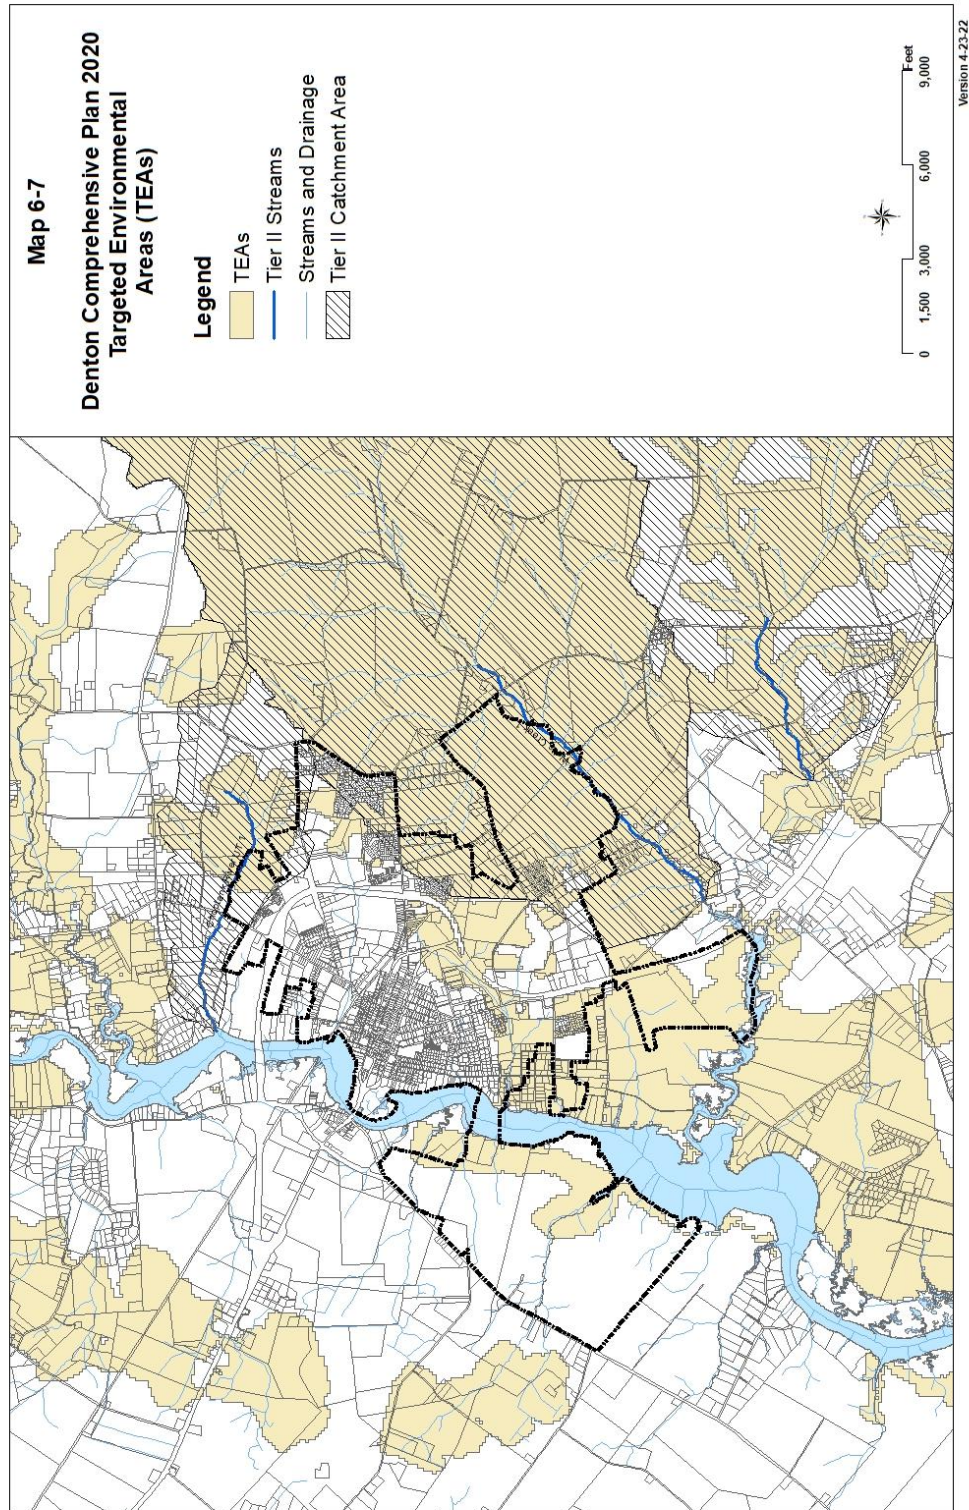 Map 6-7
Denton Comprehensive Plan 2020
Targeted Environmental
Areas (TEAs)
Legend
TEAs
Tier II Streams
Streams and Drainage
Tier II Catchment Area
Feet
0 1,500 3,000 6,000 9,000
Version 4-23-22